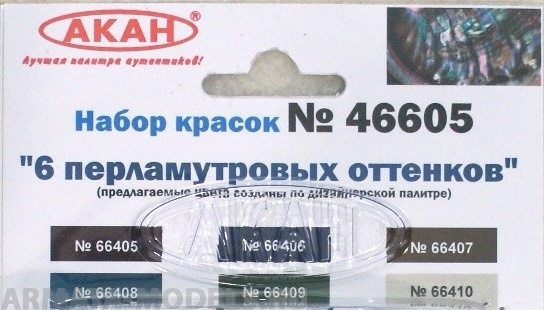 АКАН
Лучшая палитра аутентиков!
Набор красок № 46605
"6 перламутровых оттенков"
(предлагаемые цвета созданы по дизайнерской палитре)
№ 66405 № 66406 № 66407
№ 66408 № 66409 № 66410